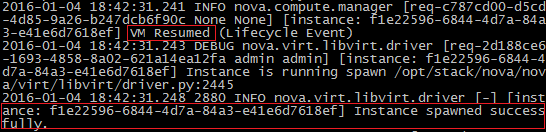 2016-01-04 18:42:31.241 INFO nova.compute.manager [req-c787cd00-d5cd
-4d85-9a26-b247dcb6f90c None None] [instance: f1e22596-6844-4d7a-84a
3-e41e6d7618ef] VM Resumed (Lifecycle Event)
2016-01-04 18:42:31.243 DEBUG nova.virt.libvirt.driver [req-2d188ce6
-1693-4858-8a02-621a14ea12fa admin admin] [instance: f1e22596-6844-4
d7a-84a3-e41e6d7618ef] Instance is running spawn /opt/stack/nova/nov
a/virt/libvirt/driver.py:2445
2016-01-04 18:42:31.248 2880 INFO nova.virt.libvirt.driver [-] [inst
ance: f1e22596-6844-4d7a-84a3-e41e6d7618ef] Instance spawned success
fully.